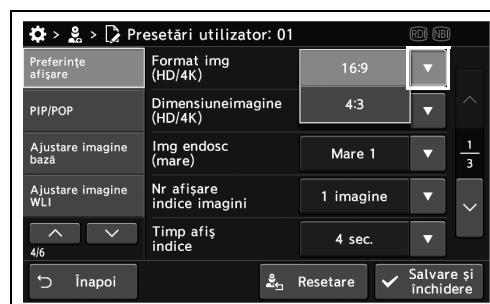 > > Presetări utilizator: 01 RDI NBI
Preferințe
afișare
PIP/POP
Ajustare imagine
bază
Ajustare imagine
WLI
4/6
Format img
(HD/4K)
16:9
4:3
Dimensiuneimagine
(HD/4K)
Img endosc
(mare)
Mare 1
Nr afișare
indice imagini
1 imagine
Timp afiș
indice
4 sec.
1
3
Înapoi
Resetare
Salvare și
închidere